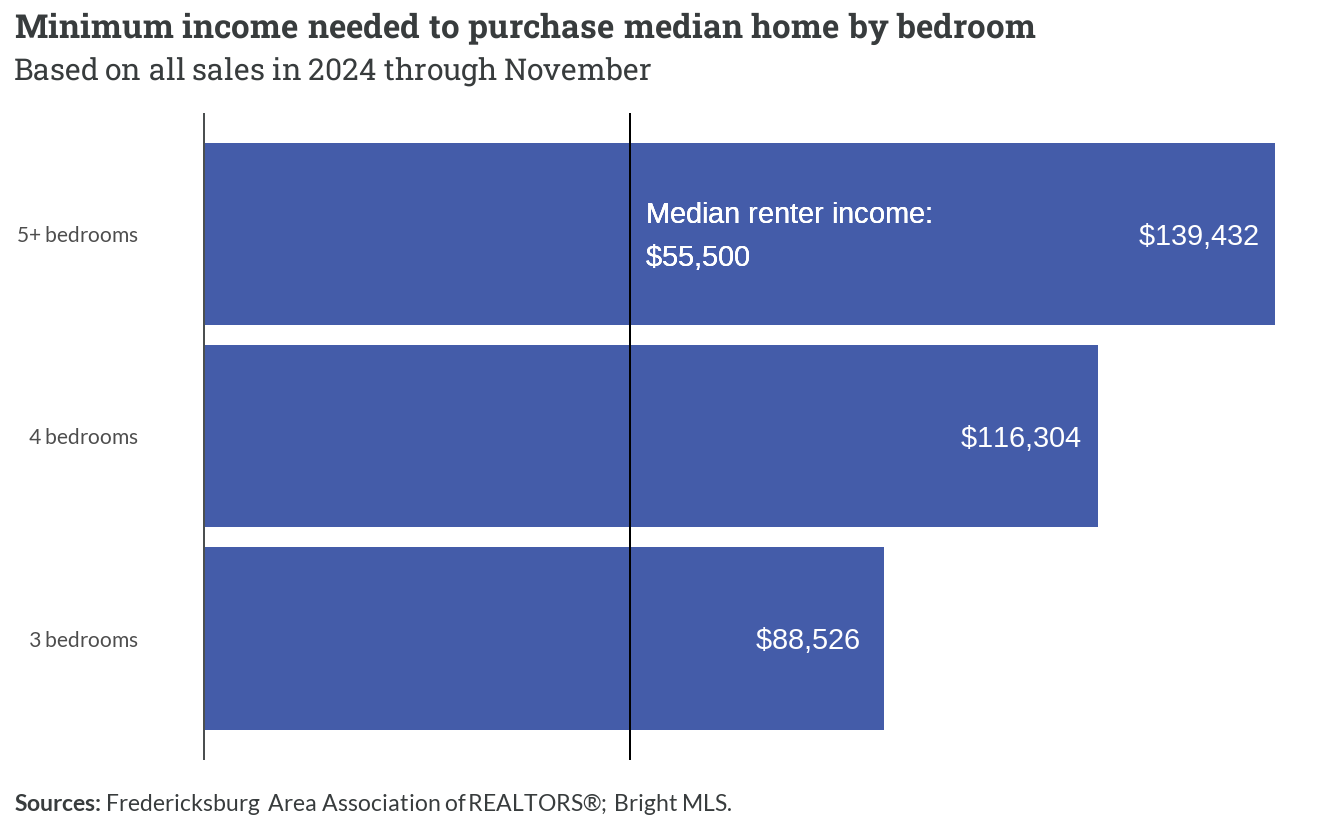 Minimum income needed to purchase median home by bedroom
Based on all sales in 2024 through November
5+ bedrooms
Median renter income:
$55,500
$139,432
4 bedrooms
$116,304
3 bedrooms
$88,526
Sources: Fredericksburg Area Association of REALTORS®; Bright MLS.